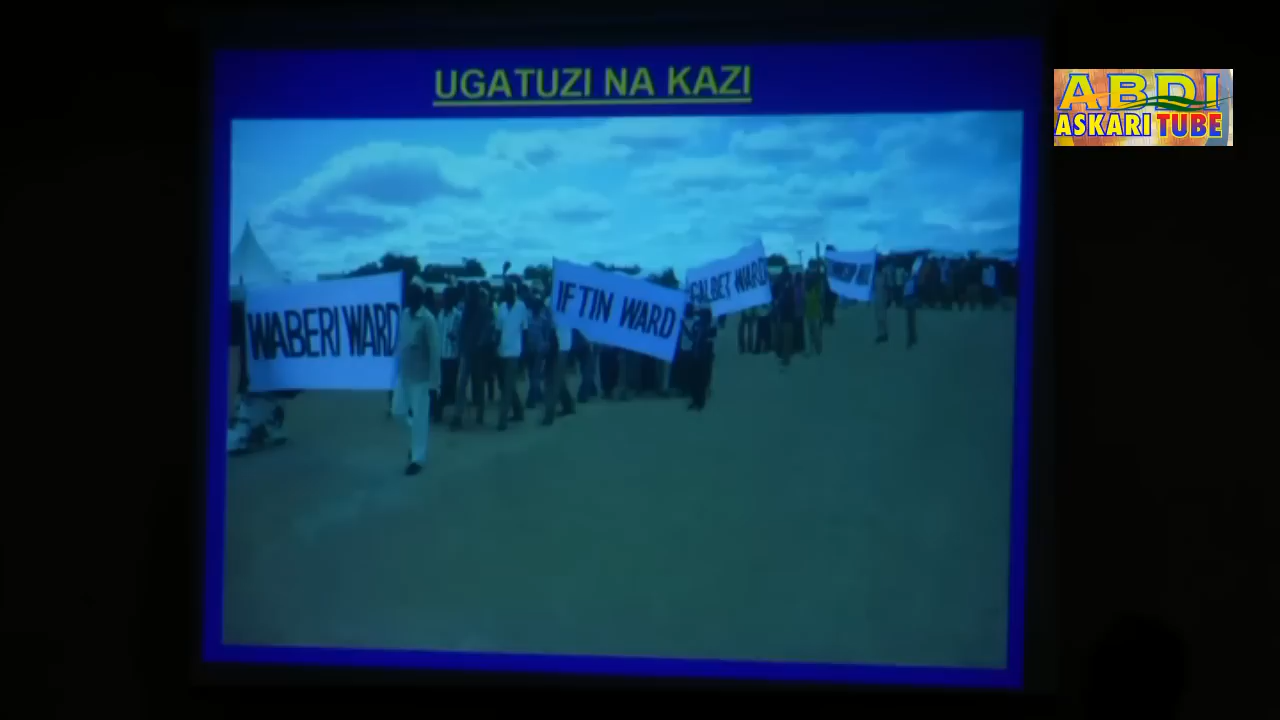 UGATUZI NA KAZI
ABDI
ASKARI TUBE
WABERI WARD
IFTIN WARD
GALBET WARD